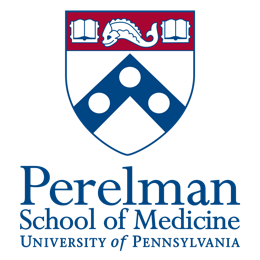 Perelman
School of Medicine
University of Pennsylvania